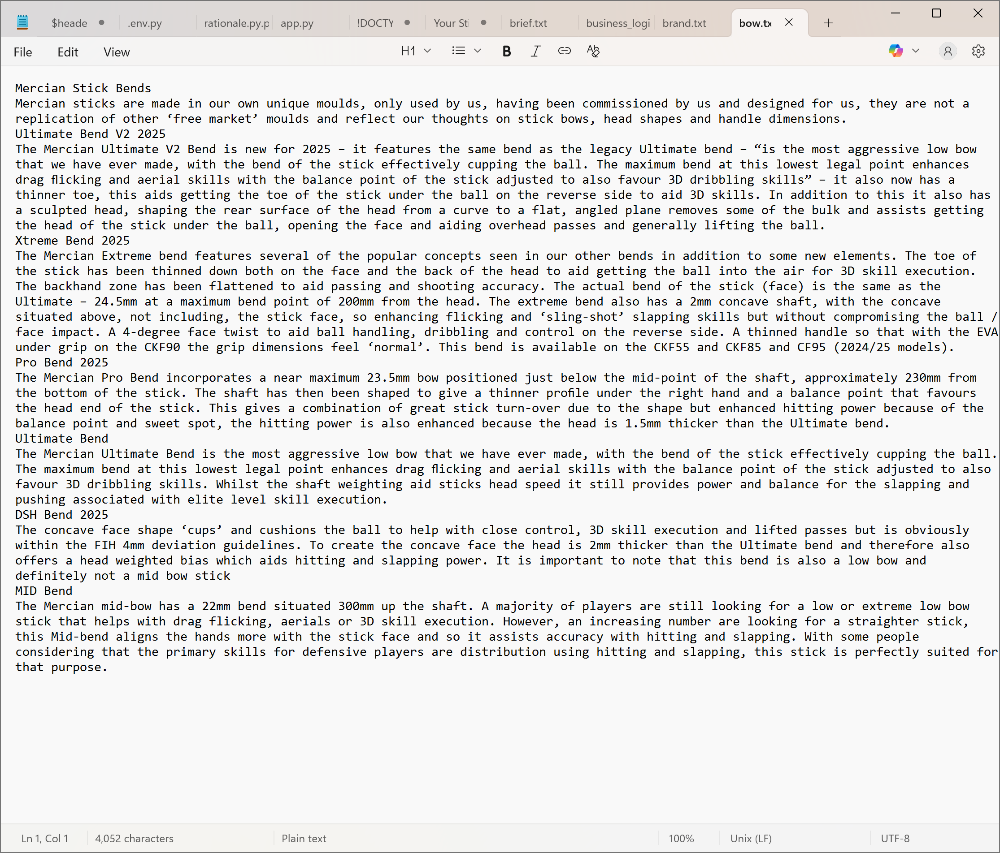 $heade
.env.py
rationale.py.p
app.py
!DOCTY
Your Sti
brief.txt
business_logi
brand.txt
bow.tx
File Edit View H1 B I Ab
Mercian Stick Bends
Mercian sticks are made in our own unique moulds, only used by us, having been commissioned by us and designed for us, they are not a
replication of other ‘free market’ moulds and reflect our thoughts on stick bows, head shapes and handle dimensions.
Ultimate Bend V2 2025
The Mercian Ultimate V2 Bend is new for 2025 – it features the same bend as the legacy Ultimate bend – “is the most aggressive low bow
that we have ever made, with the bend of the stick effectively cupping the ball. The maximum bend at this lowest legal point enhances
drag flicking and aerial skills with the balance point of the stick adjusted to also favour 3D dribbling skills” – it also now has a
thinner toe, this aids getting the toe of the stick under the ball on the reverse side to aid 3D skills. In addition to this it also has
a sculpted head, shaping the rear surface of the head from a curve to a flat, angled plane removes some of the bulk and assists getting
the head of the stick under the ball, opening the face and aiding overhead passes and generally lifting the ball.
Xtreme Bend 2025
The Mercian Extreme bend features several of the popular concepts seen in our other bends in addition to some new elements. The toe of
the stick has been thinned down both on the face and the back of the head to aid getting the ball into the air for 3D skill execution.
The backhand zone has been flattened to aid passing and shooting accuracy. The actual bend of the stick (face) is the same as the
Ultimate – 24.5mm at a maximum bend point of 200mm from the head. The extreme bend also has a 2mm concave shaft, with the concave
situated above, not including, the stick face, so enhancing flicking and ‘sling-shot’ slapping skills but without compromising the ball /
face impact. A 4-degree face twist to aid ball handling, dribbling and control on the reverse side. A thinned handle so that with the EVA
under grip on the CKF90 the grip dimensions feel ‘normal’. This bend is available on the CKF55 and CKF85 and CF95 (2024/25 models).
Pro Bend 2025
The Mercian Pro Bend incorporates a near maximum 23.5mm bow positioned just below the mid-point of the shaft, approximately 230mm from
the bottom of the stick. The shaft has then been shaped to give a thinner profile under the right hand and a balance point that favours
the head end of the stick. This gives a combination of great stick turn-over due to the shape but enhanced hitting power because of the
balance point and sweet spot, the hitting power is also enhanced because the head is 1.5mm thicker than the Ultimate bend.
Ultimate Bend
The Mercian Ultimate Bend is the most aggressive low bow that we have ever made, with the bend of the stick effectively cupping the ball.
The maximum bend at this lowest legal point enhances drag flicking and aerial skills with the balance point of the stick adjusted to also
favour 3D dribbling skills. Whilst the shaft weighting aid sticks head speed it still provides power and balance for the slapping and
pushing associated with elite level skill execution.
DSH Bend 2025
The concave face shape ‘cups’ and cushions the ball to help with close control, 3D skill execution and lifted passes but is obviously
within the FIH 4mm deviation guidelines. To create the concave face the head is 2mm thicker than the Ultimate bend and therefore also
offers a head weighted bias which aids hitting and slapping power. It is important to note that this bend is also a low bow and
definitely not a mid bow stick
MID Bend
The Mercian mid-bow has a 22mm bend situated 300mm up the shaft. A majority of players are still looking for a low or extreme low bow
stick that helps with drag flicking, aerials or 3D skill execution. However, an increasing number are looking for a straighter stick,
this Mid-bend aligns the hands more with the stick face and so it assists accuracy with hitting and slapping. With some people
considering that the primary skills for defensive players are distribution using hitting and slapping, this stick is perfectly suited for
that purpose.
Ln 1, Col 1
4,052 characters
Plain text
100%
Unix (LF)
UTF-8